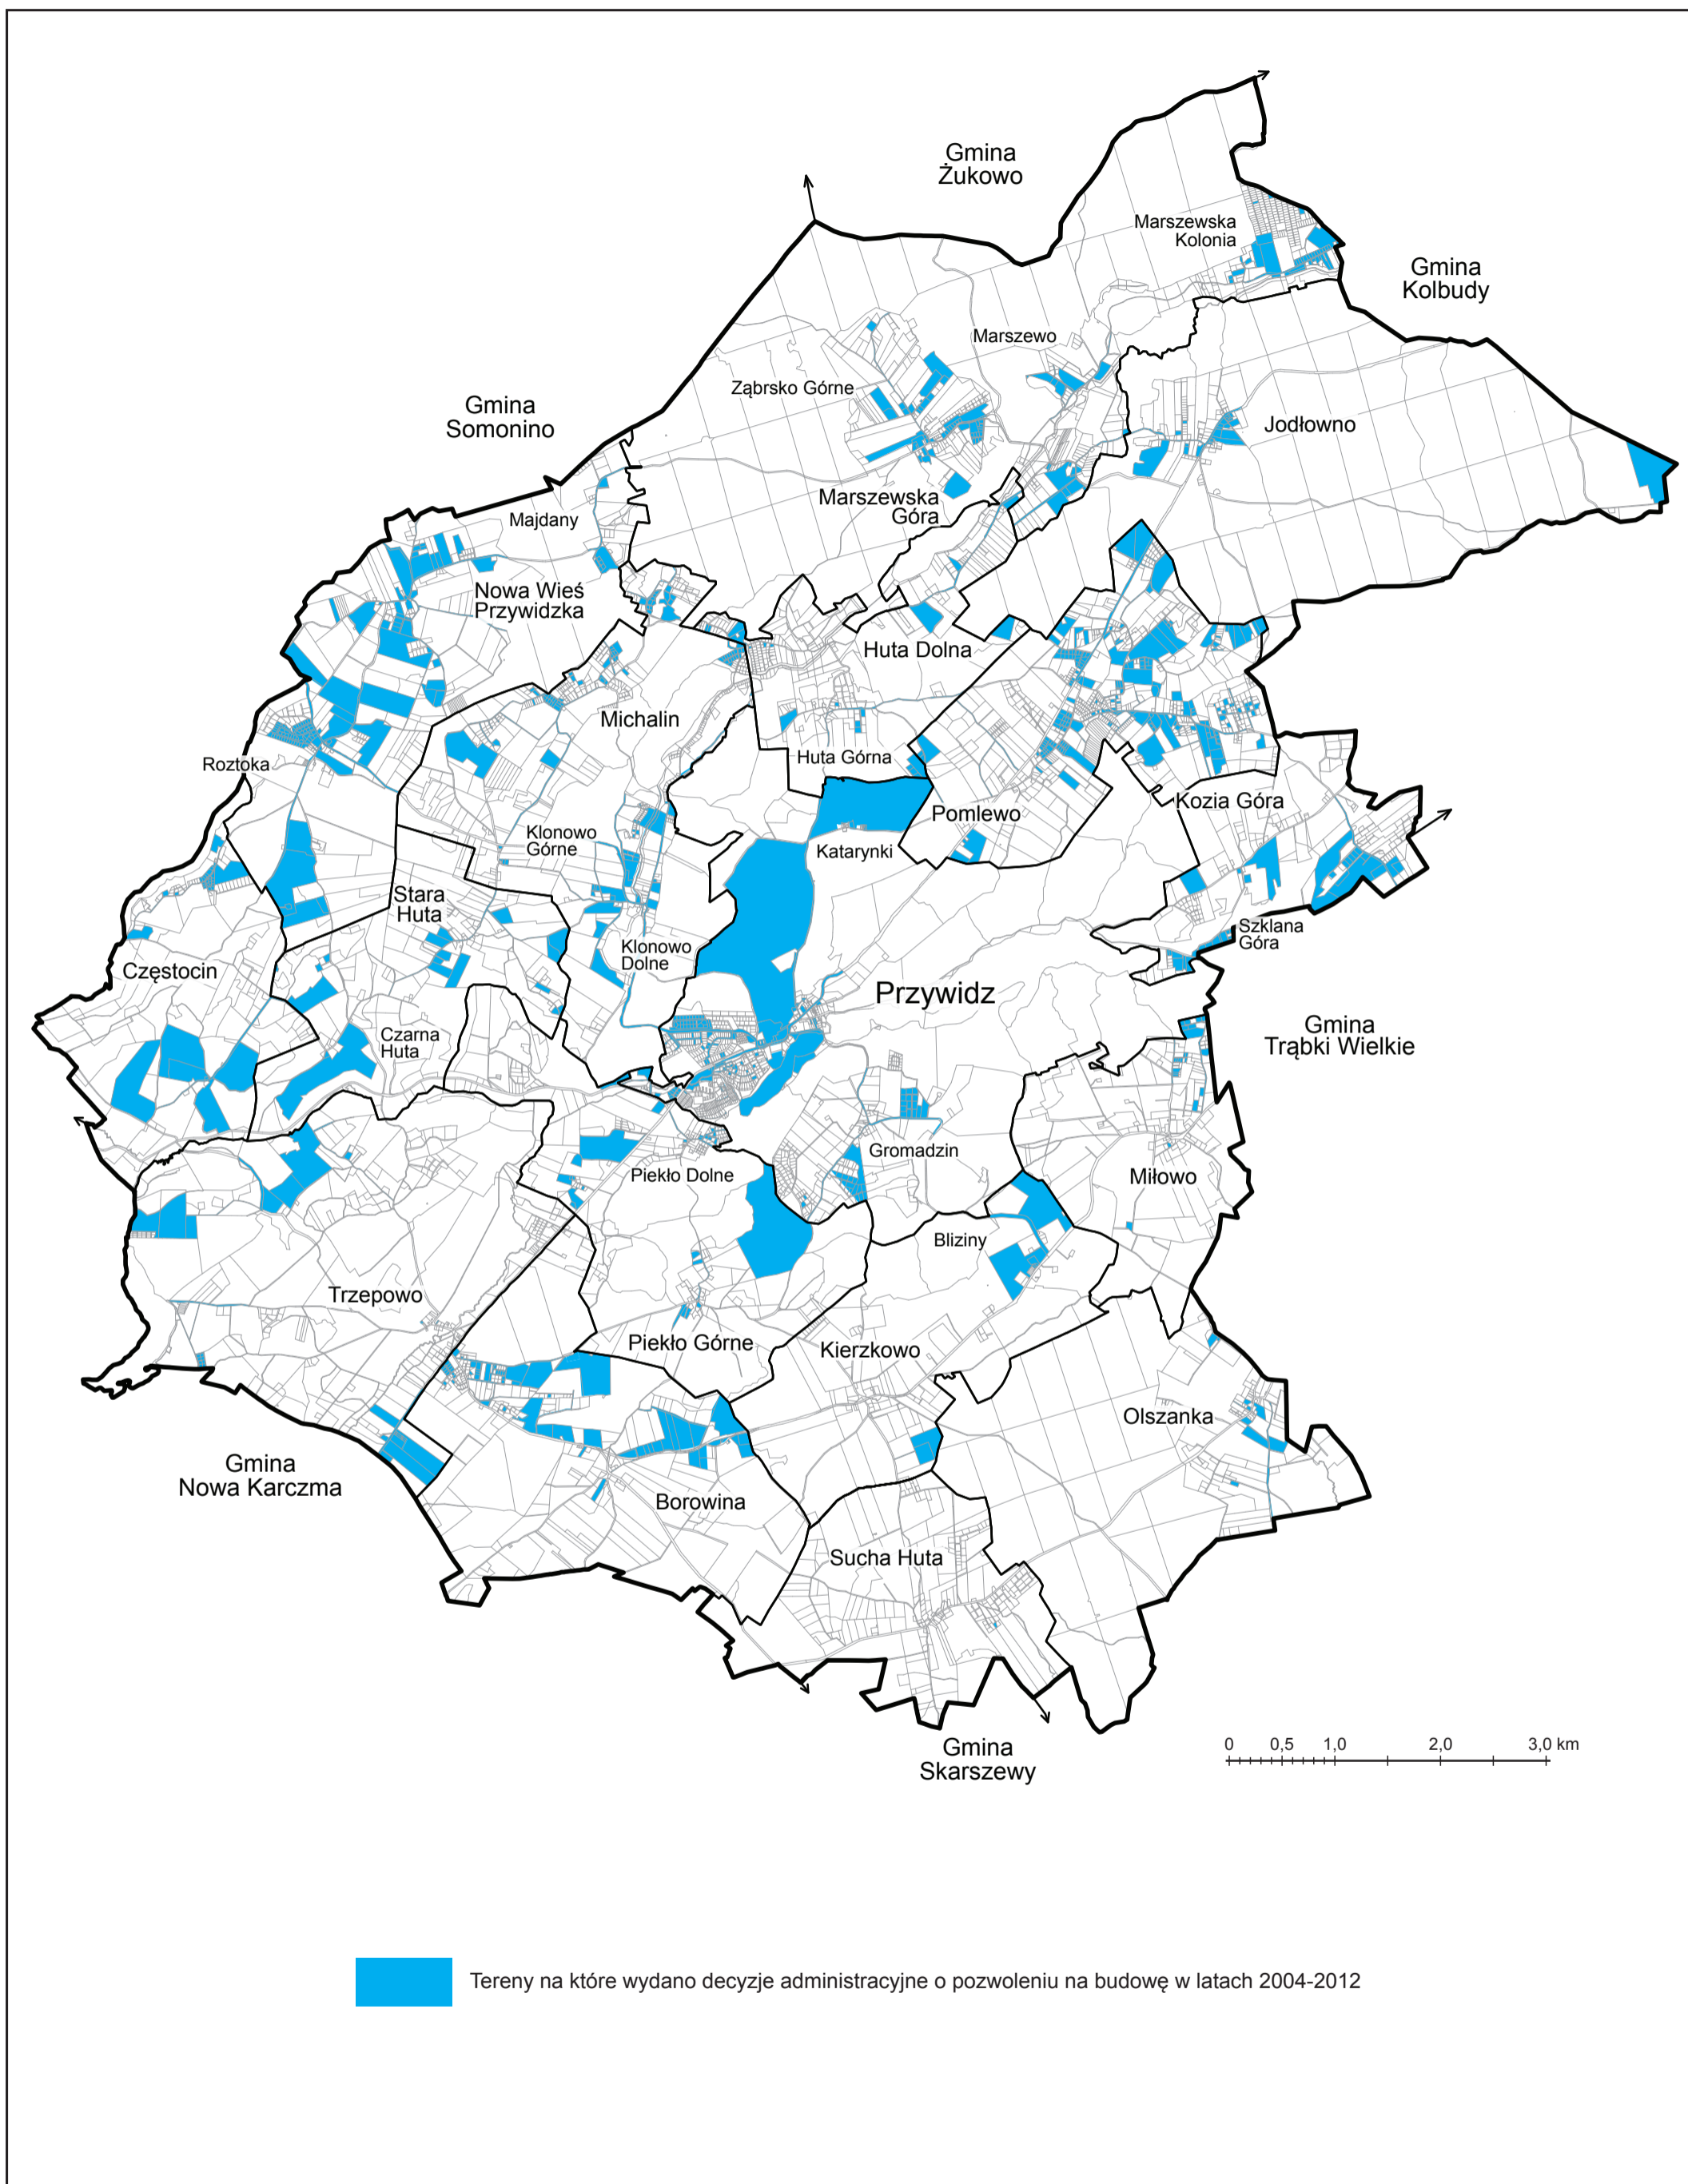 Gmina
Żukowo
Marszewska
Kolonia
Gmina
Kolbudy
Marszewo
Ząbrsko Górne
Gmina
Somonino
Jodłowno
Marszewska
Góra
Majdany
Nowa Wieś
Przywidzka
Huta Dolna
Michalin
Huta Górna
Roztoka
Kozia Góra
Pomlewo
Klonowo
Górne
Katarynki
Stara
Huta
Szklana
Góra
Klonowo
Dolne
Częstocin
Przywidz
Czarna
Huta
Gmina
Trąbki Wielkie
Gromadzin
Piekło Dolne
Miłowo
Bliziny
Trzepowo
Piekło Górne
Kierzkowo
Olszanka
Gmina
Nowa Karczma
Borowina
Sucha Huta
Gmina
Skarszewy
0 0,5 1,0 2,0 3,0 km
Tereny na które wydano decyzje administracyjne o pozwoleniu na budowę w latach 2004-2012